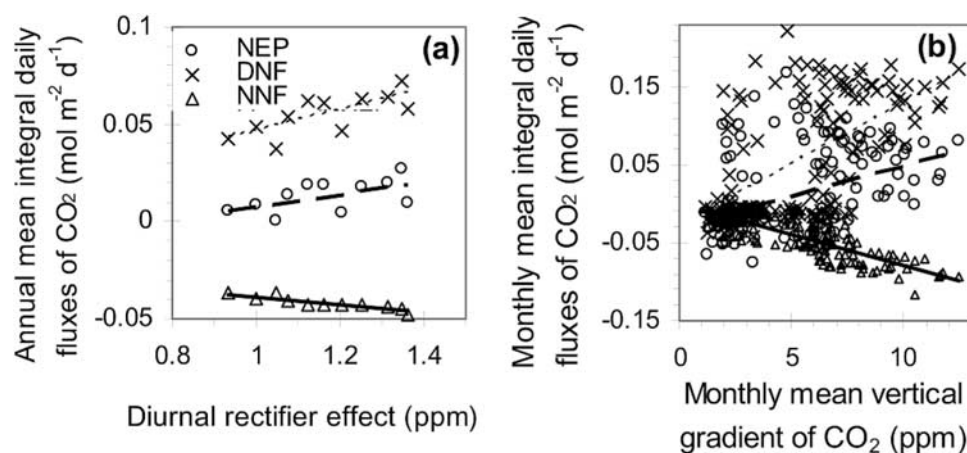 Annual mean integral daily
fluxes of CO₂ (mol m⁻² d⁻¹)
0.1
0.05
0
-0.05
(a)
NEP
DNF
NNF
0.8
1
1.2
1.4
Diurnal rectifier effect (ppm)
Monthly mean integral daily
fluxes of CO₂ (mol m⁻² d⁻¹)
0.15
0.05
-0.05
-0.15
(b)
0
5
10
Monthly mean vertical
gradient of CO₂ (ppm)